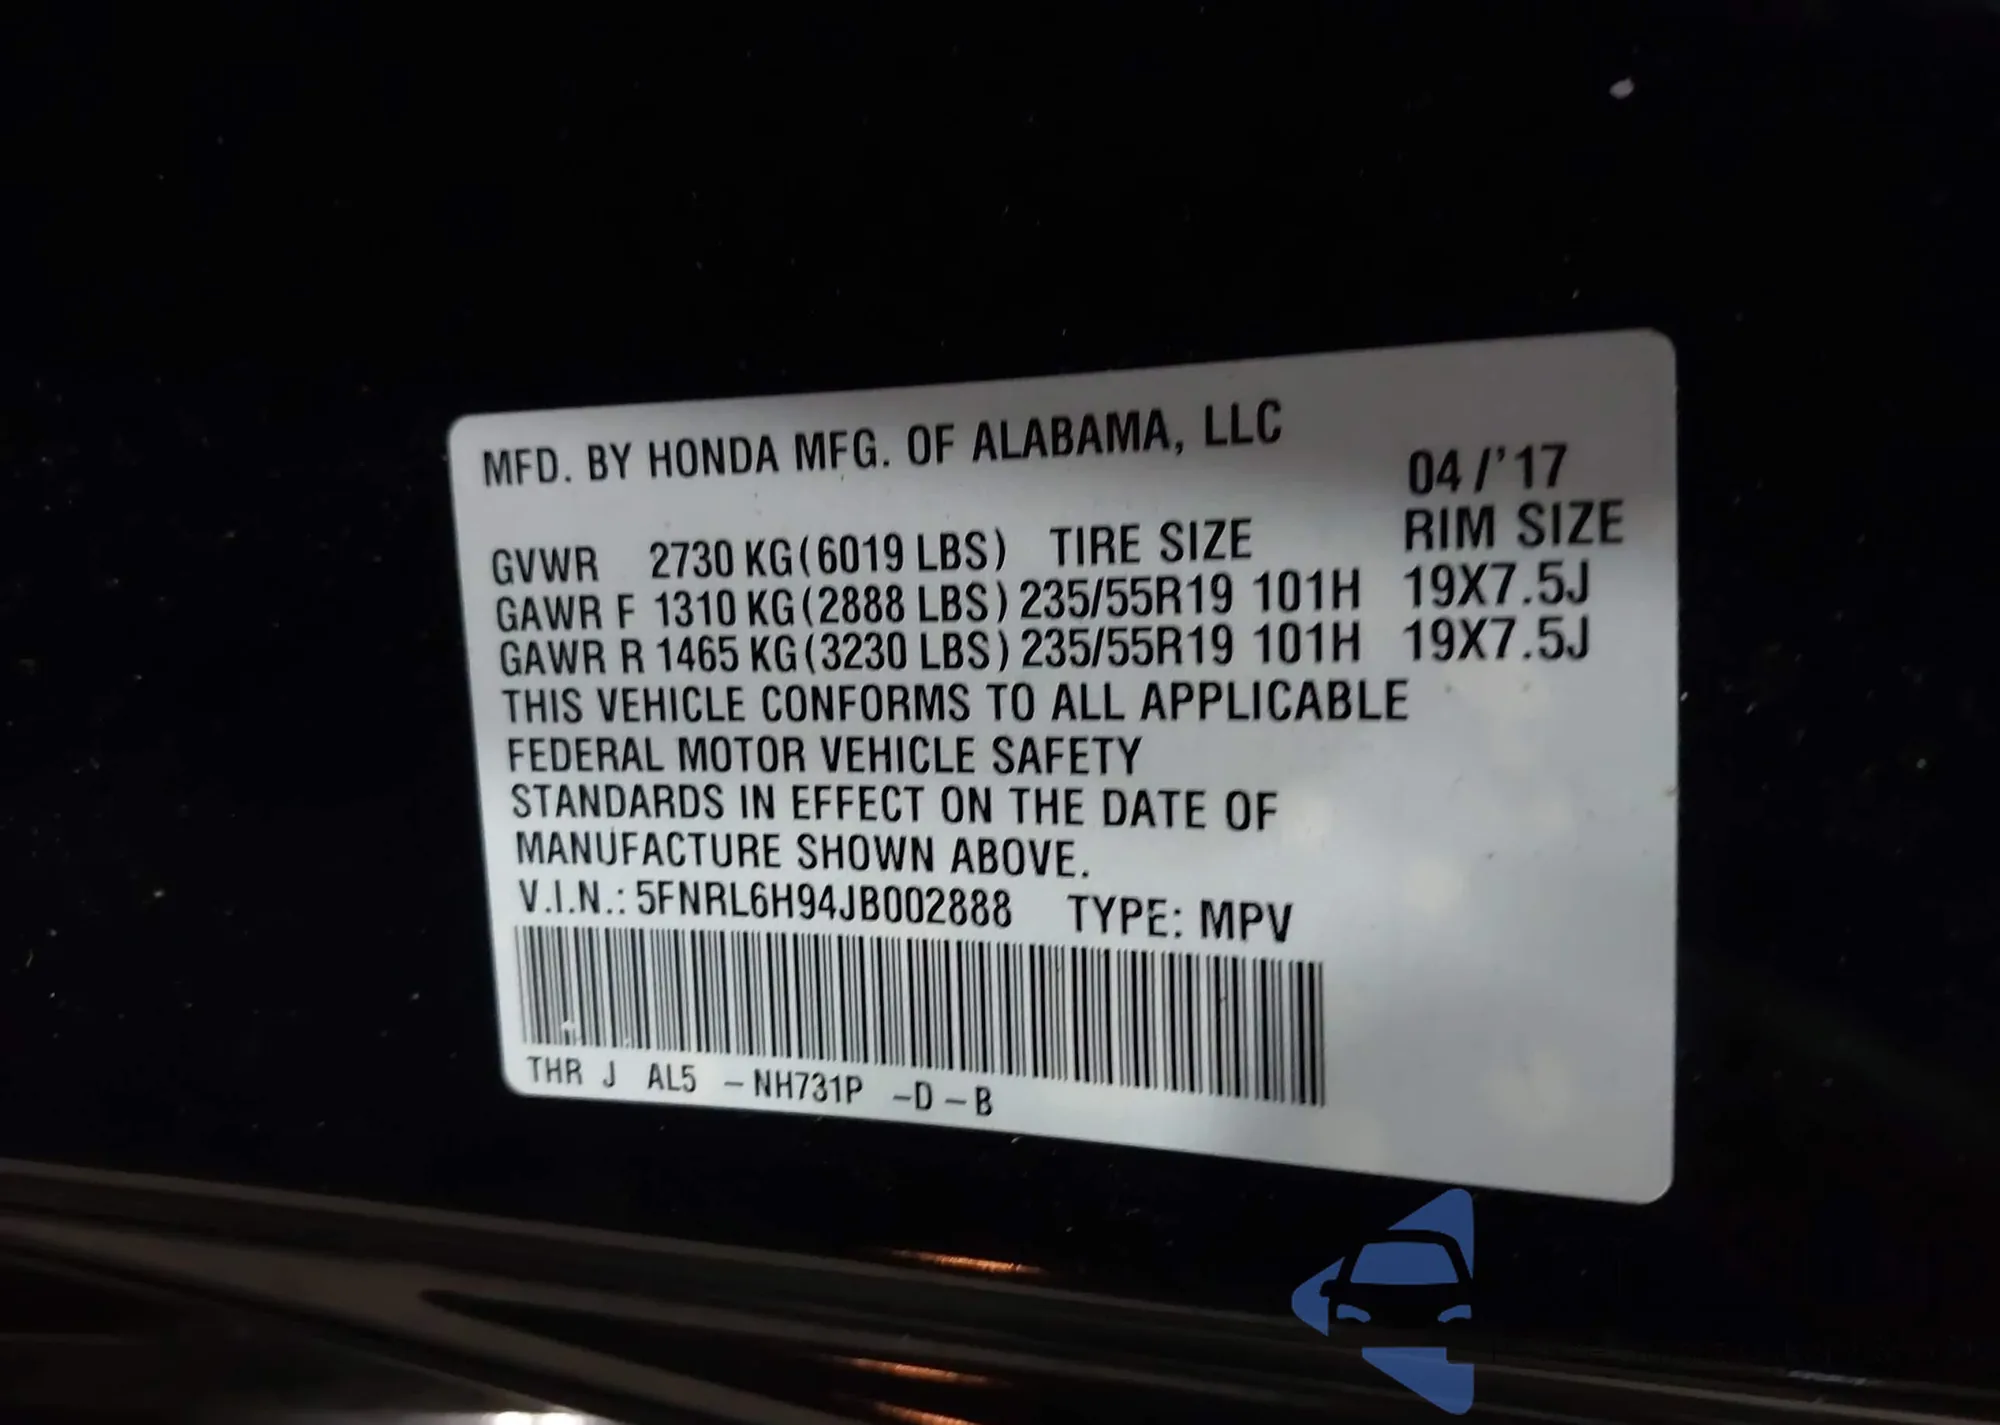 MFD. BY HONDA MFG. OF ALABAMA, LLC
04/'17
GVWR 2730 KG(6019 LBS) TIRE SIZE RIM SIZE
GAWR F 1310 KG(2888 LBS) 235/55R19 101H 19X7.5J
GAWR R 1465 KG(3230 LBS) 235/55R19 101H 19X7.5J
THIS VEHICLE CONFORMS TO ALL APPLICABLE
FEDERAL MOTOR VEHICLE SAFETY
STANDARDS IN EFFECT ON THE DATE OF
MANUFACTURE SHOWN ABOVE.
V.I.N.: 5FNRL6H94JB002888 TYPE: MPV
THR J AL5 -NH731P -D-B